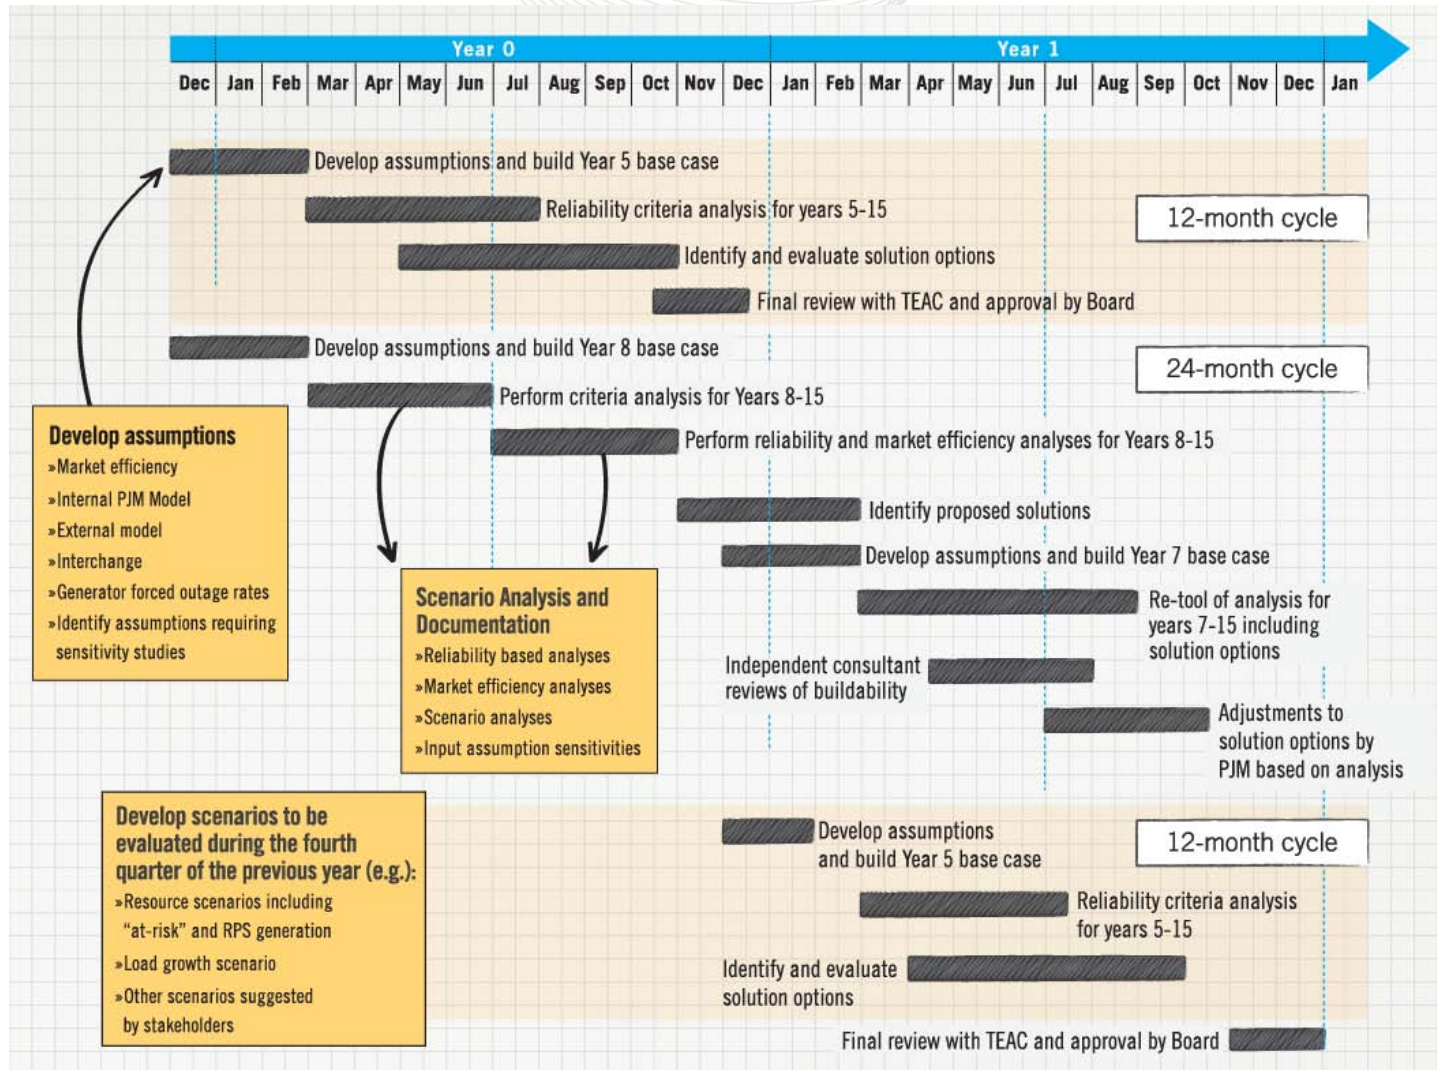 Year 0
Year 1
Dec Jan Feb Mar Apr May Jun Jul Aug Sep Oct Nov Dec Jan Feb Mar Apr May Jun Jul Aug Sep Oct Nov Dec Jan
Develop assumptions and build Year 5 base case
Reliability criteria analysis for years 5-15
12-month cycle
Identify and evaluate solution options
Final review with TEAC and approval by Board
Develop assumptions and build Year 8 base case
24-month cycle
Perform criteria analysis for Years 8-15
Perform reliability and market efficiency analyses for Years 8-15
Identify proposed solutions
Develop assumptions and build Year 7 base case
Re-tool of analysis for
years 7-15 including
solution options
Independent consultant
reviews of buildability
Adjustments to
solution options by
PJM based on analysis
Develop assumptions
»Market efficiency
»Internal PJM Model
»External model
»Interchange
»Generator forced outage rates
»Identify assumptions requiring
sensitivity studies
Scenario Analysis and
Documentation
»Reliability based analyses
»Market efficiency analyses
»Scenario analyses
»Input assumption sensitivities
Develop scenarios to be
evaluated during the fourth
quarter of the previous year (e.g.):
»Resource scenarios including
“at-risk” and RPS generation
»Load growth scenario
»Other scenarios suggested
by stakeholders
Develop assumptions
and build Year 5 base case
12-month cycle
Reliability criteria analysis
for years 5-15
Identify and evaluate
solution options
Final review with TEAC and approval by Board